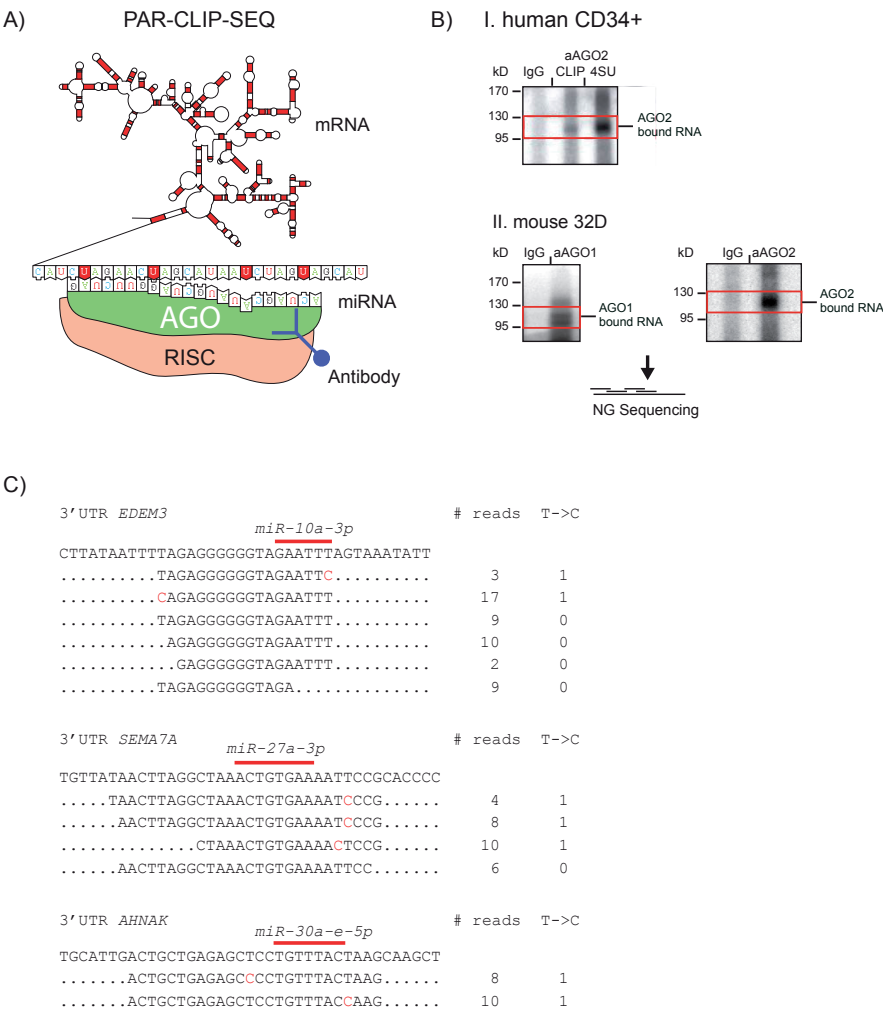 A) PAR-CLIP-SEQ
mRNA
CAUCUAGAACUAGCAUAAUCUAGUAGCAU
miRNA
AGO
RISC
Antibody
B) I. human CD34+
aAGO2
kD IgG CLIP 4SU
170
130
95
AGO2
bound RNA
II. mouse 32D
kD IgG aAGO1
170
130
95
AGO1
bound RNA
kD IgG aAGO2
130
95
AGO2
bound RNA
NG Sequencing
C)
3'UTR EDEM3 # reads T->C
miR-10a-3p
CTTATAATTTTAGAGGGGGGTAGAATTTAGTAAATATT
..........TAGAGGGGGGTAGAATTC.......... 3 1
..........CAGAGGGGGGTAGAATTT.......... 17 1
..........TAGAGGGGGGTAGAATTT.......... 9 0
...........AGAGGGGGGTAGAATTT.......... 10 0
............GAGGGGGGTAGAATTT.......... 2 0
..........TAGAGGGGGGTAGA.............. 9 0
3'UTR SEMA7A # reads T->C
miR-27a-3p
TGTTATAACTTAGGCTAAACTGTGAAAATTCCGCACCCC
.....TAACTTAGGCTAAACTGTGAAAATCCCG...... 4 1
......AACTTAGGCTAAACTGTGAAAATCCCG...... 8 1
..............CTAAACTGTGAAAACTCCG...... 10 1
......AACTTAGGCTAAACTGTGAAAATTCC....... 6 0
3'UTR AHNAK # reads T->C
miR-30a-e-5p
TGCATTGACTGCTGAGAGCTCCTGTTTACTAAGCAAGCT
.......ACTGCTGAGAGCCCCTGTTTACTAAG...... 8 1
.......ACTGCTGAGAGCTCCTGTTTACCAAG...... 10 1